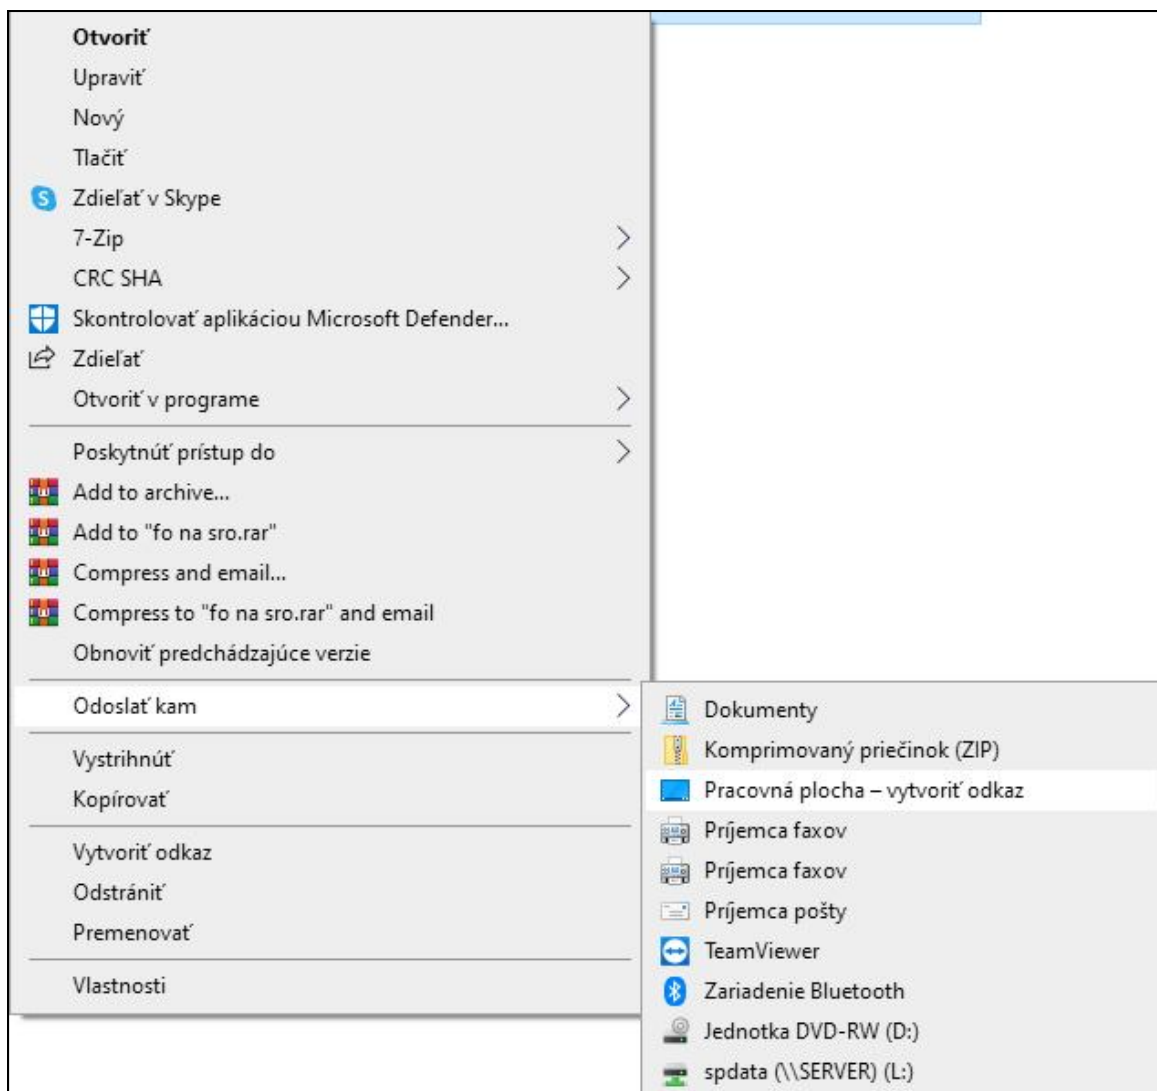 Otvoriť
Upraviť
Nový
Tlačiť
Zdieľať v Skype
7-Zip
CRC SHA
Skontrolovať aplikáciou Microsoft Defender...
Zdieľať
Otvoriť v programe
Poskytnúť prístup do
Add to archive...
Add to "fo na sro.rar"
Compress and email...
Compress to "fo na sro.rar" and email
Obnoviť predchádzajúce verzie
Odoslať kam
Vystrihnúť
Kopírovať
Vytvoriť odkaz
Odstrániť
Premenovať
Vlastnosti
Dokumenty
Komprimovaný priečinok (ZIP)
Pracovná plocha – vytvoriť odkaz
Príjemca faxov
Príjemca faxov
Príjemca pošty
TeamViewer
Zariadenie Bluetooth
Jednotka DVD-RW (D:)
spdata (\\SERVER) (L:)